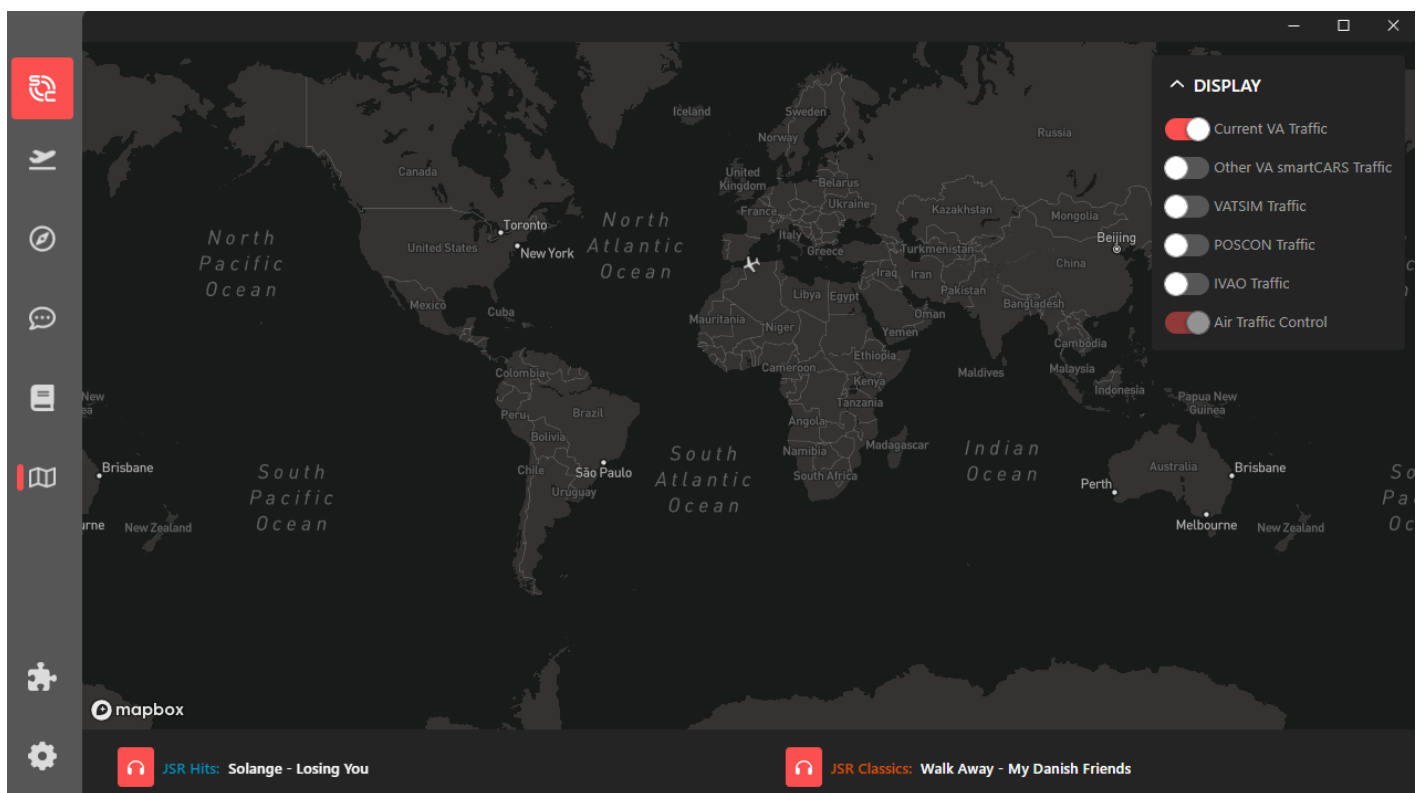 DISPLAY
Current VA Traffic
Other VA smartCARS Traffic
VATSIM Traffic
POSCON Traffic
IVAO Traffic
Air Traffic Control
Iceland
Sweden
Norway
Russia
Canada
United
Kingdom
Belarus
France
Ukraine
Kazakhstan
Mongolia
Toronto
North
Atlantic
Ocean
North
Pacific
Ocean
United States
New York
Italy
Greece
Turkmenistan
Beijing
China
Iraq
Iran
Pakistan
Libya
Egypt
Bangladesh
Mexico
Cuba
Oman
Mauritania
Niger
Yemen
Cambodia
Ethiopia
Colombia
Cameroon
Kenya
Maldives
Malaysia
Indonesia
Papua New
Guinea
New
ea
Peru
Brazil
Tanzania
Angola
Bolivia
Madagascar
Namibia
South
Atlantic
Ocean
Indian
Ocean
Brisbane
South
Pacific
Ocean
Chile
São Paulo
South Africa
Uruguay
Perth
Australia
Brisbane
So
Pa
O c
urne
New Zealand
Melbourne
New Zealand
mapbox
JSR Hits: Solange - Losing You
JSR Classics: Walk Away - My Danish Friends